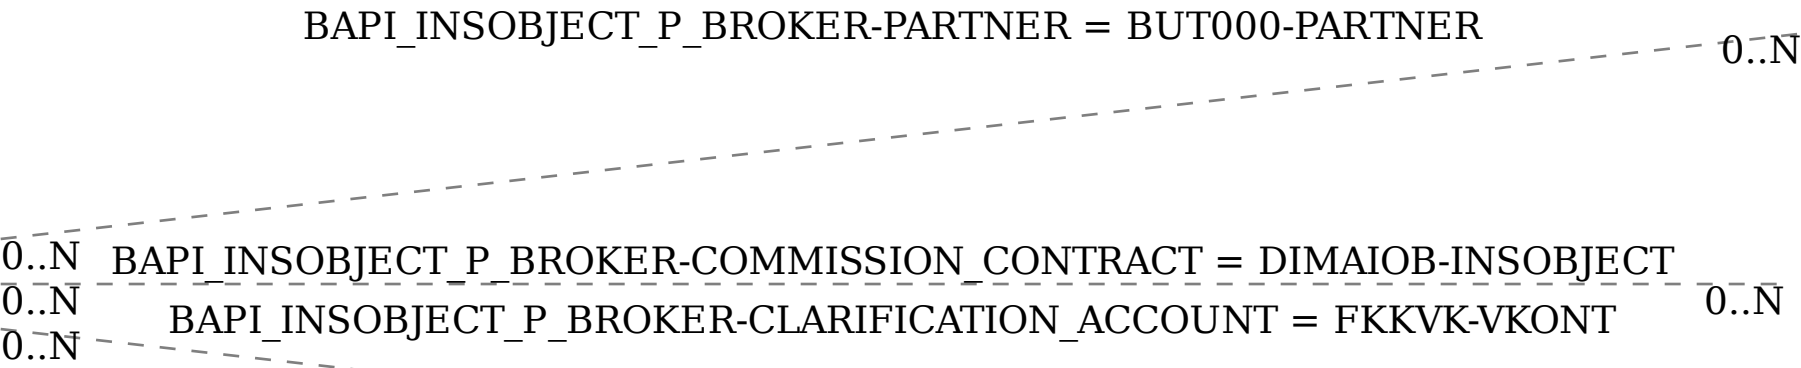 BAPI_INSOBJECT_P_BROKER-PARTNER = BUT000-PARTNER
0..N
0..N BAPI_INSOBJECT_P_BROKER-COMMISSION_CONTRACT = DIMAIOB-INSOBJECT
0..N 0..N
BAPI_INSOBJECT_P_BROKER-CLARIFICATION_ACCOUNT = FKKVK-VKONT
0..N